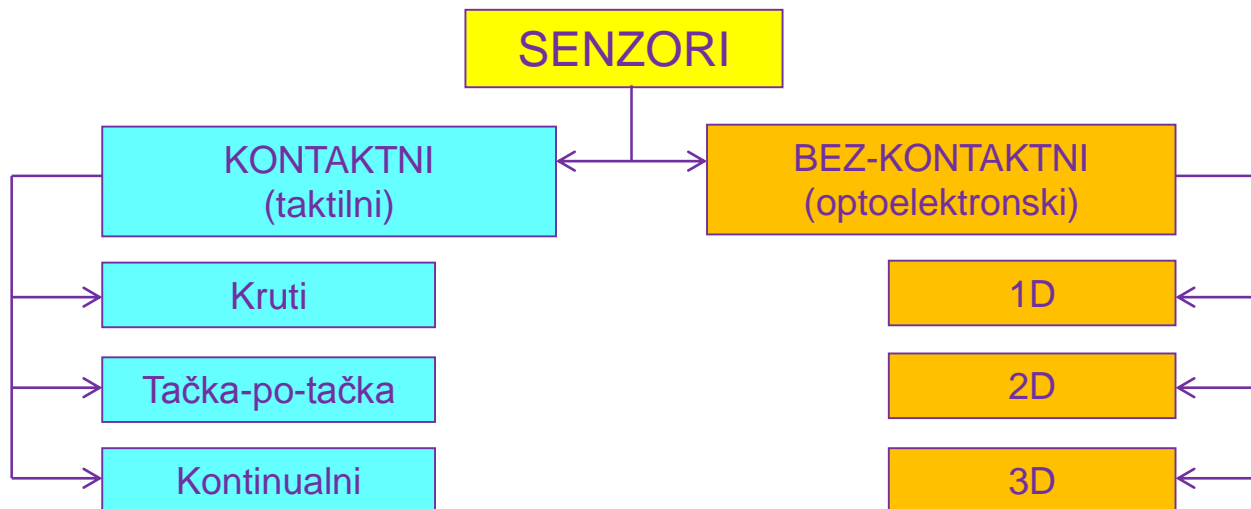 SENZORI
KONTAKTNI
(taktilni)
BEZ-KONTAKTNI
(optoelektronski)
Kruti
1D
Tačka-po-tačka
2D
Kontinualni
3D